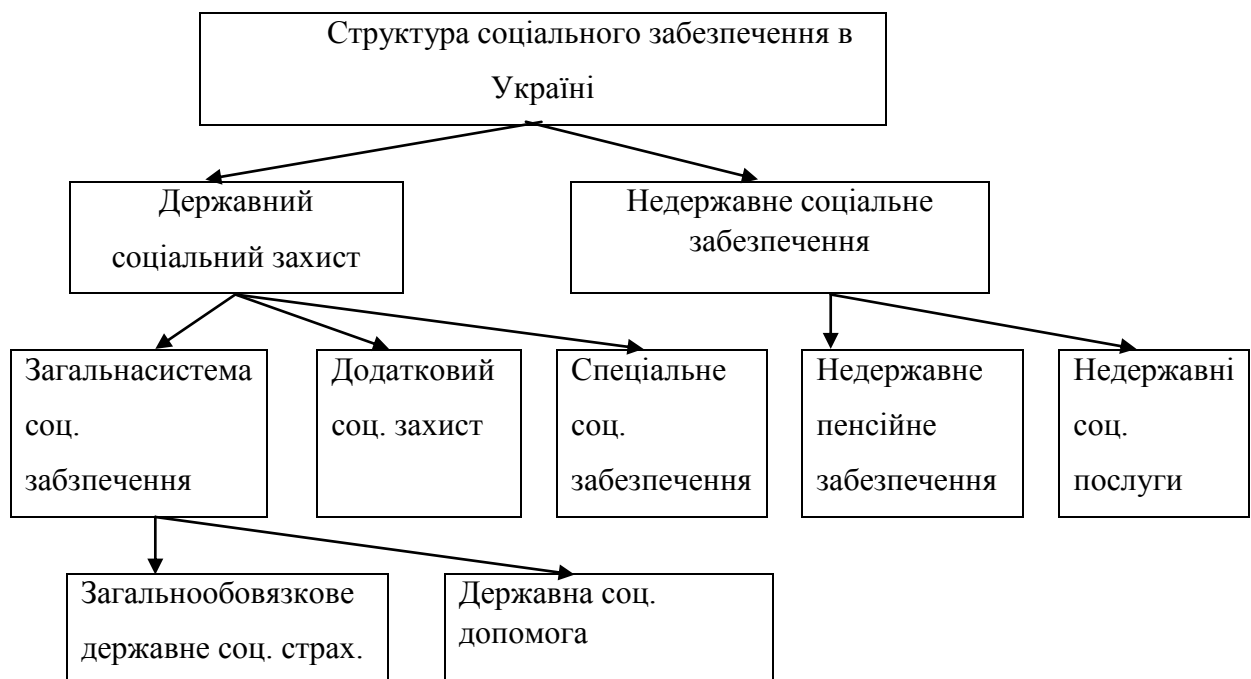 Структура соціального забезпечення в
Україні
Державний
соціальний захист
Недержавне соціальне
забезпечення
Загальнасистема
соц.
забзпечення
Додатковий
соц. захист
Спеціальне
соц.
забезпечення
Недержавне
пенсійне
забезпечення
Недержавні
соц.
послуги
Загальнообовязкове
державне соц. страх.
Державна соц.
допомога